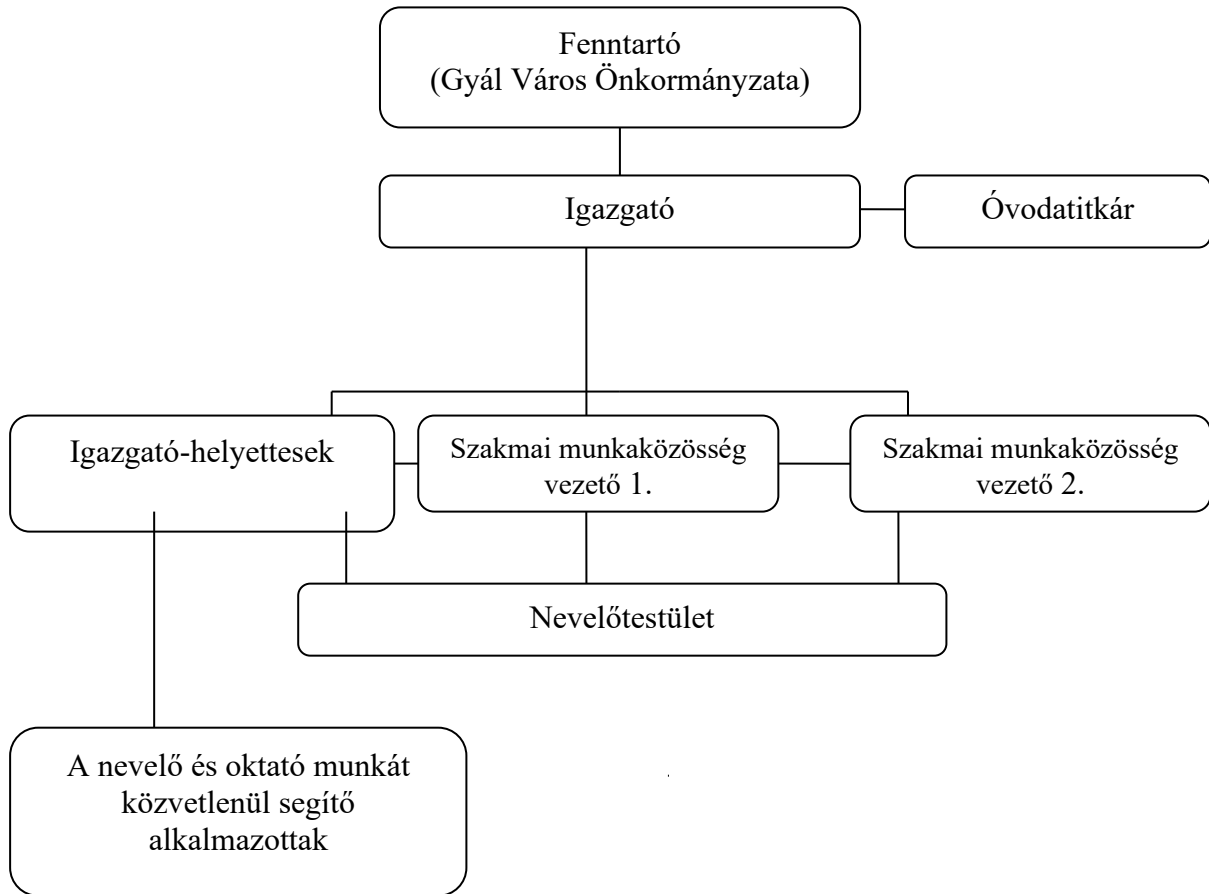 Fenntartó
(Gyál Város Önkormányzata)
Igazgató
Óvodatitkár
Igazgató-helyettesek
Szakmai munkaközösség
vezető 1.
Szakmai munkaközösség
vezető 2.
Nevelőtestület
A nevelő és oktató munkát
közvetlenül segítő
alkalmazottak